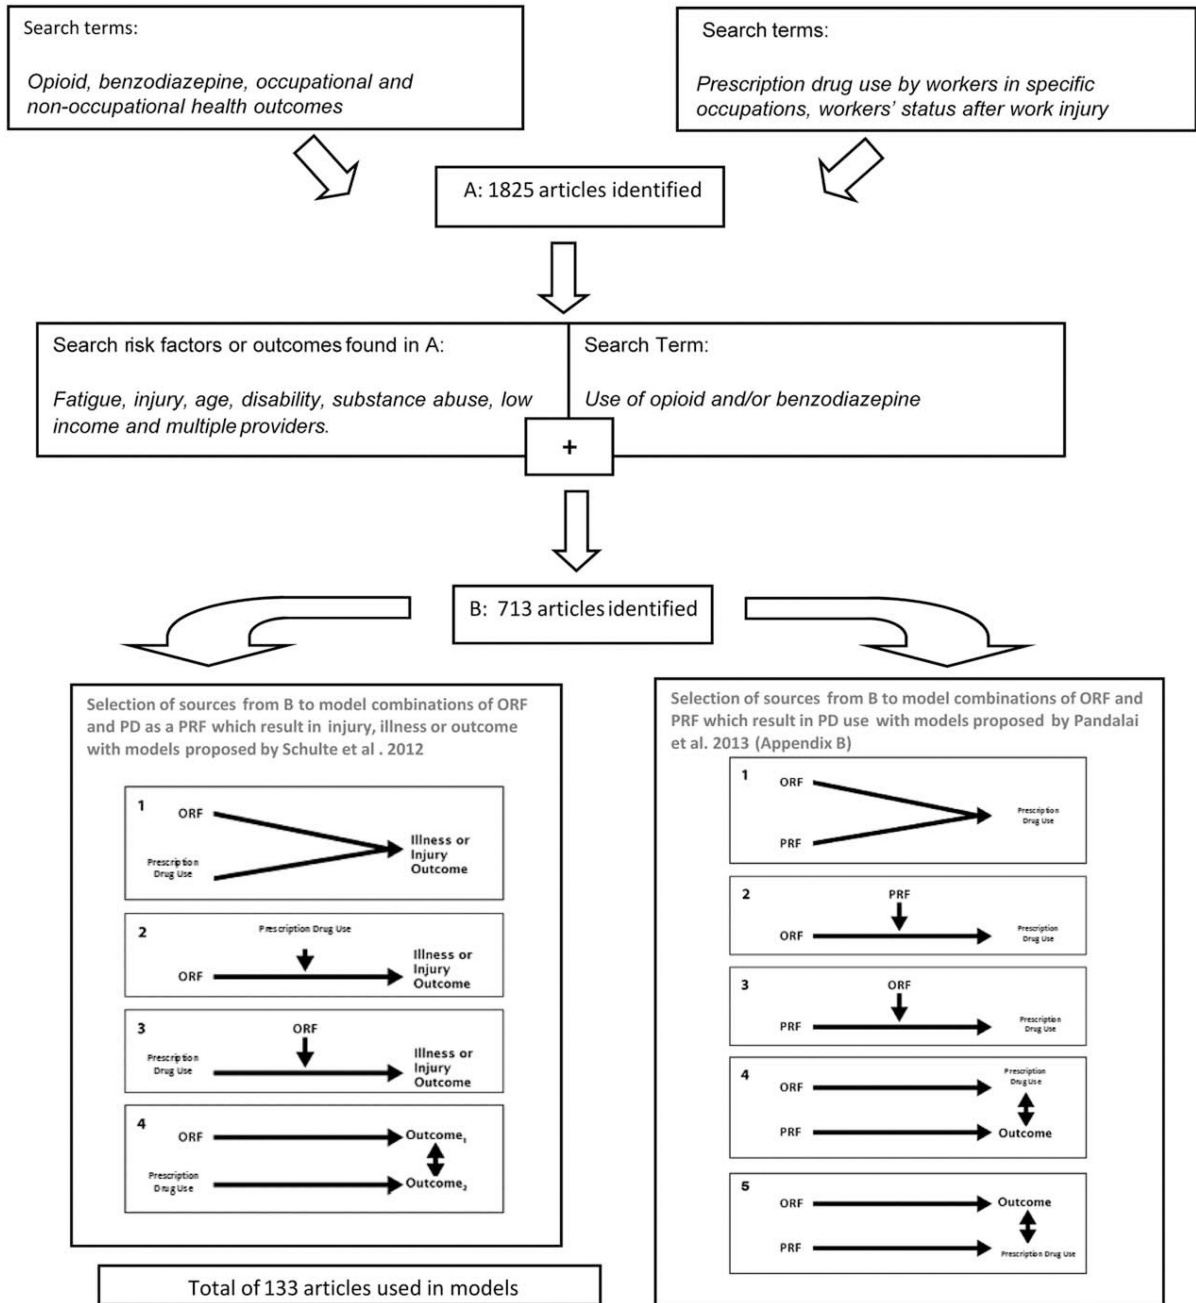 Search terms:
Opioid, benzodiazepine, occupational and
non-occupational health outcomes
Search terms:
Prescription drug use by workers in specific
occupations, workers' status after work injury
A: 1825 articles identified
Search risk factors or outcomes found in A:
Fatigue, injury, age, disability, substance abuse, low
income and multiple providers.
Search Term:
Use of opioid and/or benzodiazepine
+
B: 713 articles identified
Selection of sources from B to model combinations of ORF
and PD as a PRF which result in injury, illness or outcome
with models proposed by Schulte et al . 2012
1
ORF
Prescription
Drug Use
Illness or
Injury
Outcome
2
Prescription Drug Use
ORF
Illness or
Injury
Outcome
3
ORF
Prescription
Drug Use
Illness or
Injury
Outcome
4
ORF
Outcome₁
Prescription
Drug Use
Outcome₂
Selection of sources from B to model combinations of ORF and
PRF which result in PD use with models proposed by Pandalai
et al. 2013 (Appendix B)
1
ORF
PRF
Prescription
Drug Use
2
PRF
ORF
Prescription
Drug Use
3
ORF
PRF
Prescription
Drug Use
4
ORF
Prescription
Drug Use
PRF
Outcome
5
ORF
Outcome
PRF
Prescription Drug Use
Total of 133 articles used in models